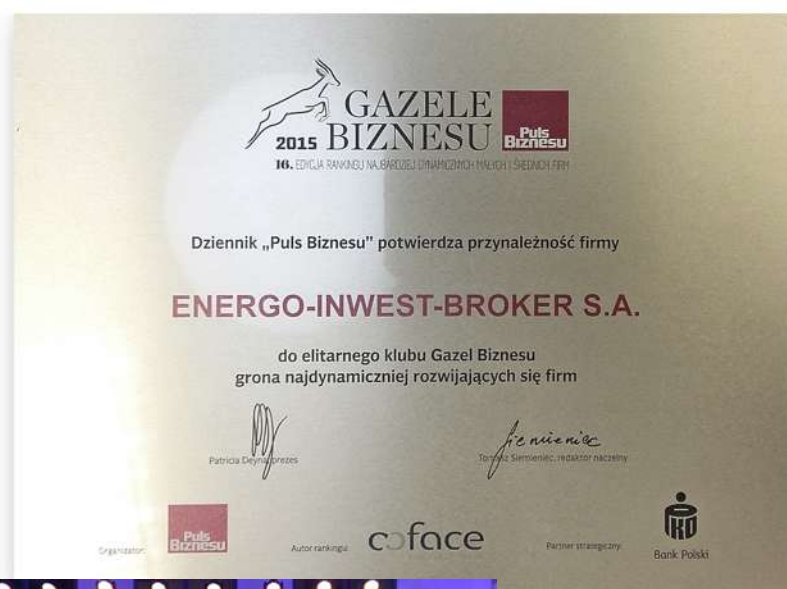 GAZELE
2015 BIZNESU
Puls
Biznesu
16. EDYCJA RANKINGU NAJBARDZIEJ DYNAMICZNYCH MAŁYCH I ŚREDNICH FIRM
Dziennik „Puls Biznesu” potwierdza przynależność firmy
ENERGO-INWEST-BROKER S.A.
do elitarnego klubu Gazel Biznesu
grona najdynamiczniej rozwijających się firm
Patricia Deyna, prezes
Tomasz Siemieniec, redaktor naczelny
Organizator:
Puls
Biznesu
Autor rankingu:
coface
Partner strategiczny:
PKO
Bank Polski